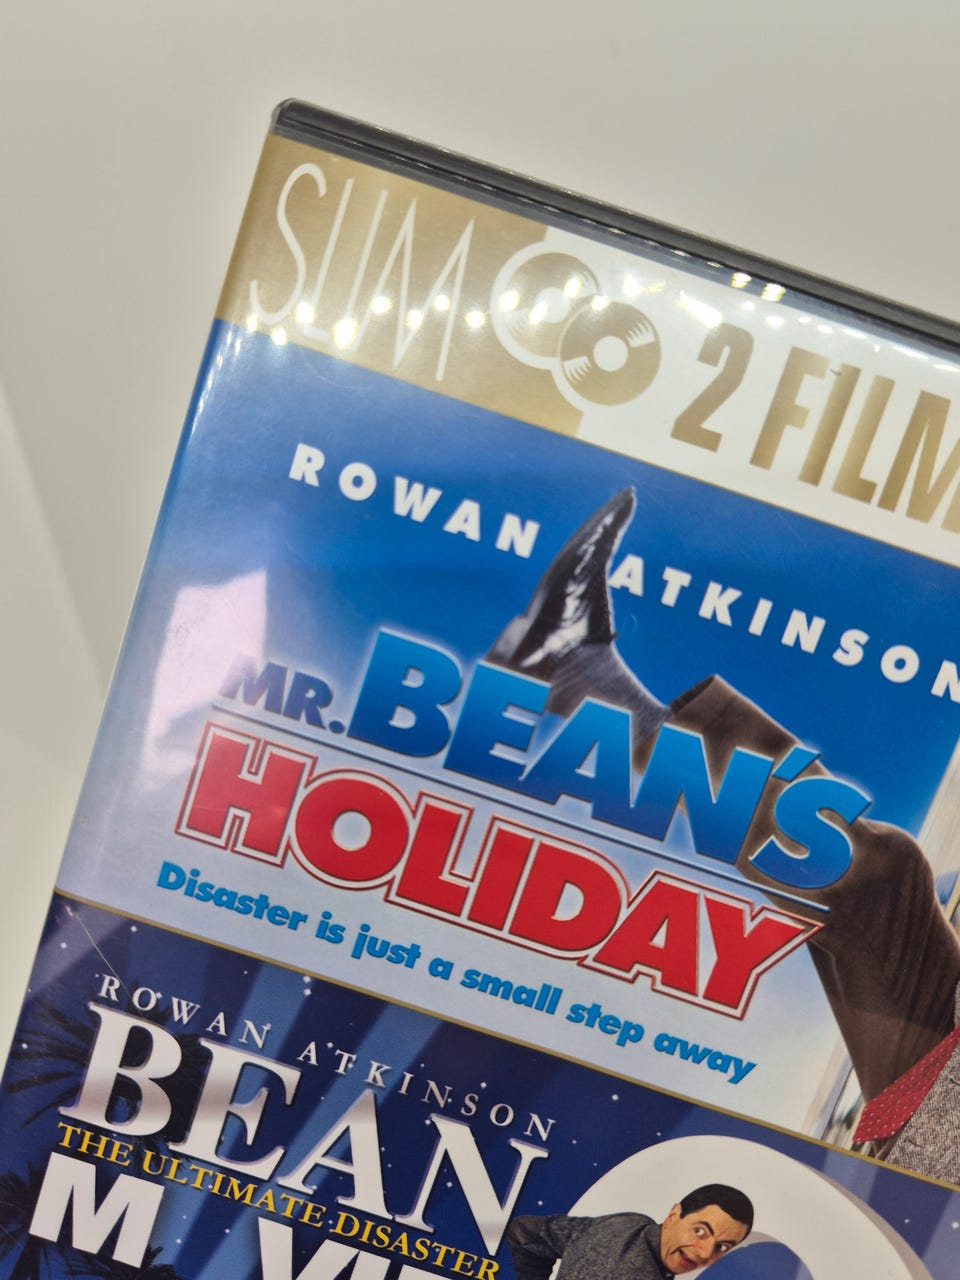 SLIM 2 FILM
ROWAN ATKINSON
MR. BEAN'S
HOLIDAY
Disaster is just a small step away
ROWAN ATKINSON
BEAN
THE ULTIMATE DISASTER